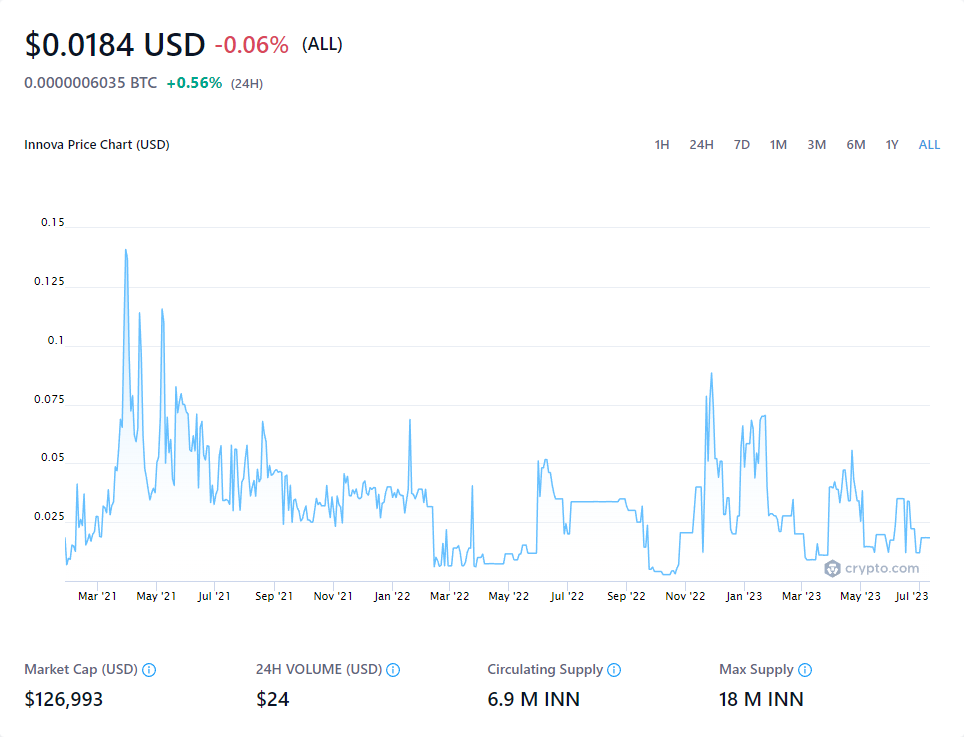 $0.0184 USD -0.06% (ALL)
0.0000006035 BTC +0.56% (24H)
Innova Price Chart (USD) 1H 24H 7D 1M 3M 6M 1Y ALL
0.15
0.125
0.1
0.075
0.05
0.025
crypto.com
Mar '21 May '21 Jul '21 Sep '21 Nov '21 Jan '22 Mar '22 May '22 Jul '22 Sep '22 Nov '22 Jan '23 Mar '23 May '23 Jul '23
Market Cap (USD) 24H VOLUME (USD) Circulating Supply Max Supply
$126,993 $24 6.9 M INN 18 M INN